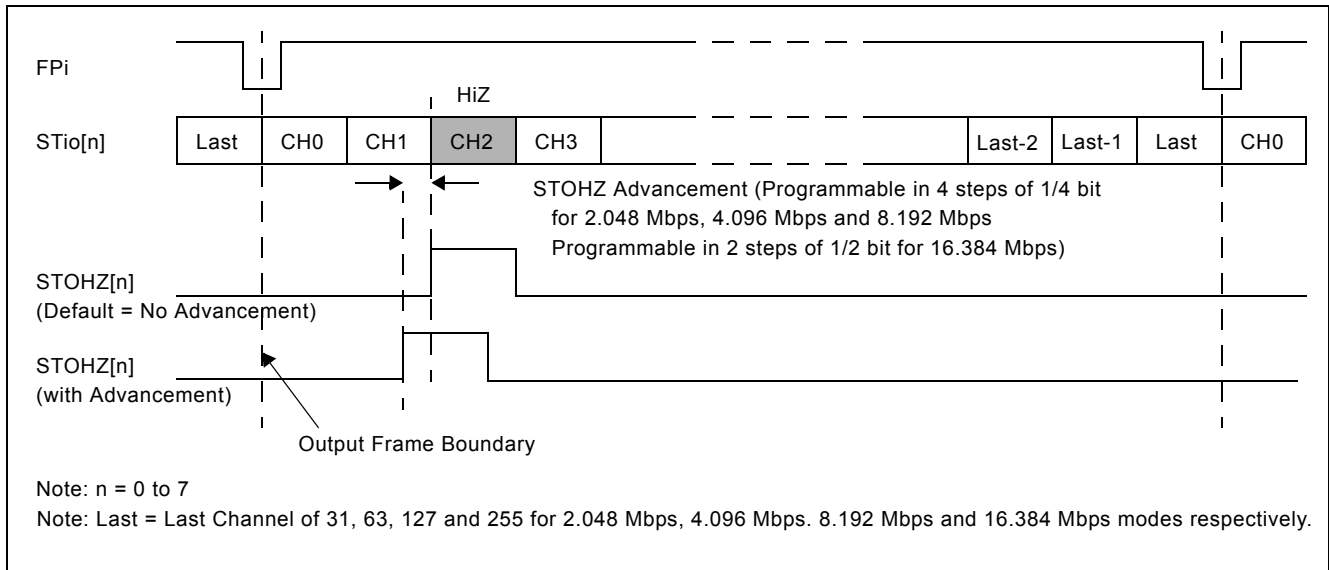 FPi
HiZ
STio[n] Last CH0 CH1 CH2 CH3 Last-2 Last-1 Last CH0
STOHZ Advancement (Programmable in 4 steps of 1/4 bit
for 2.048 Mbps, 4.096 Mbps and 8.192 Mbps
Programmable in 2 steps of 1/2 bit for 16.384 Mbps)
STOHZ[n]
(Default = No Advancement)
STOHZ[n]
(with Advancement)
Output Frame Boundary
Note: n = 0 to 7
Note: Last = Last Channel of 31, 63, 127 and 255 for 2.048 Mbps, 4.096 Mbps. 8.192 Mbps and 16.384 Mbps modes respectively.